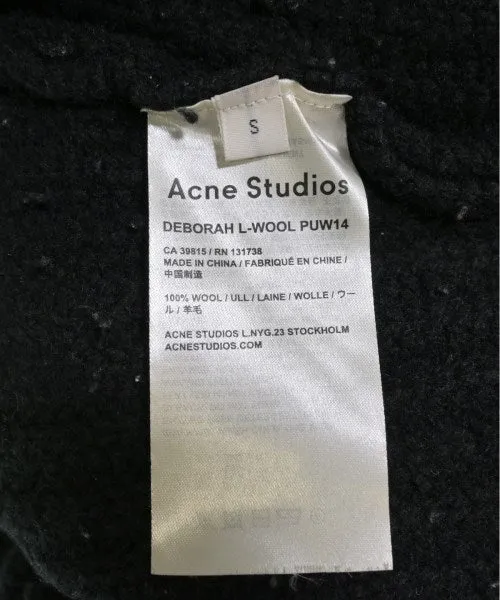 S
Acne Studios
DEBORAH L-WOOL PUW14
CA 39815 / RN 131738
MADE IN CHINA / FABRIQUÉ EN CHINE /
中国制造
100% WOOL / ULL / LAINE / WOLLE / ウー
ル / 羊毛
ACNE STUDIOS L.NYG.23 STOCKHOLM
ACNESTUDIOS.COM